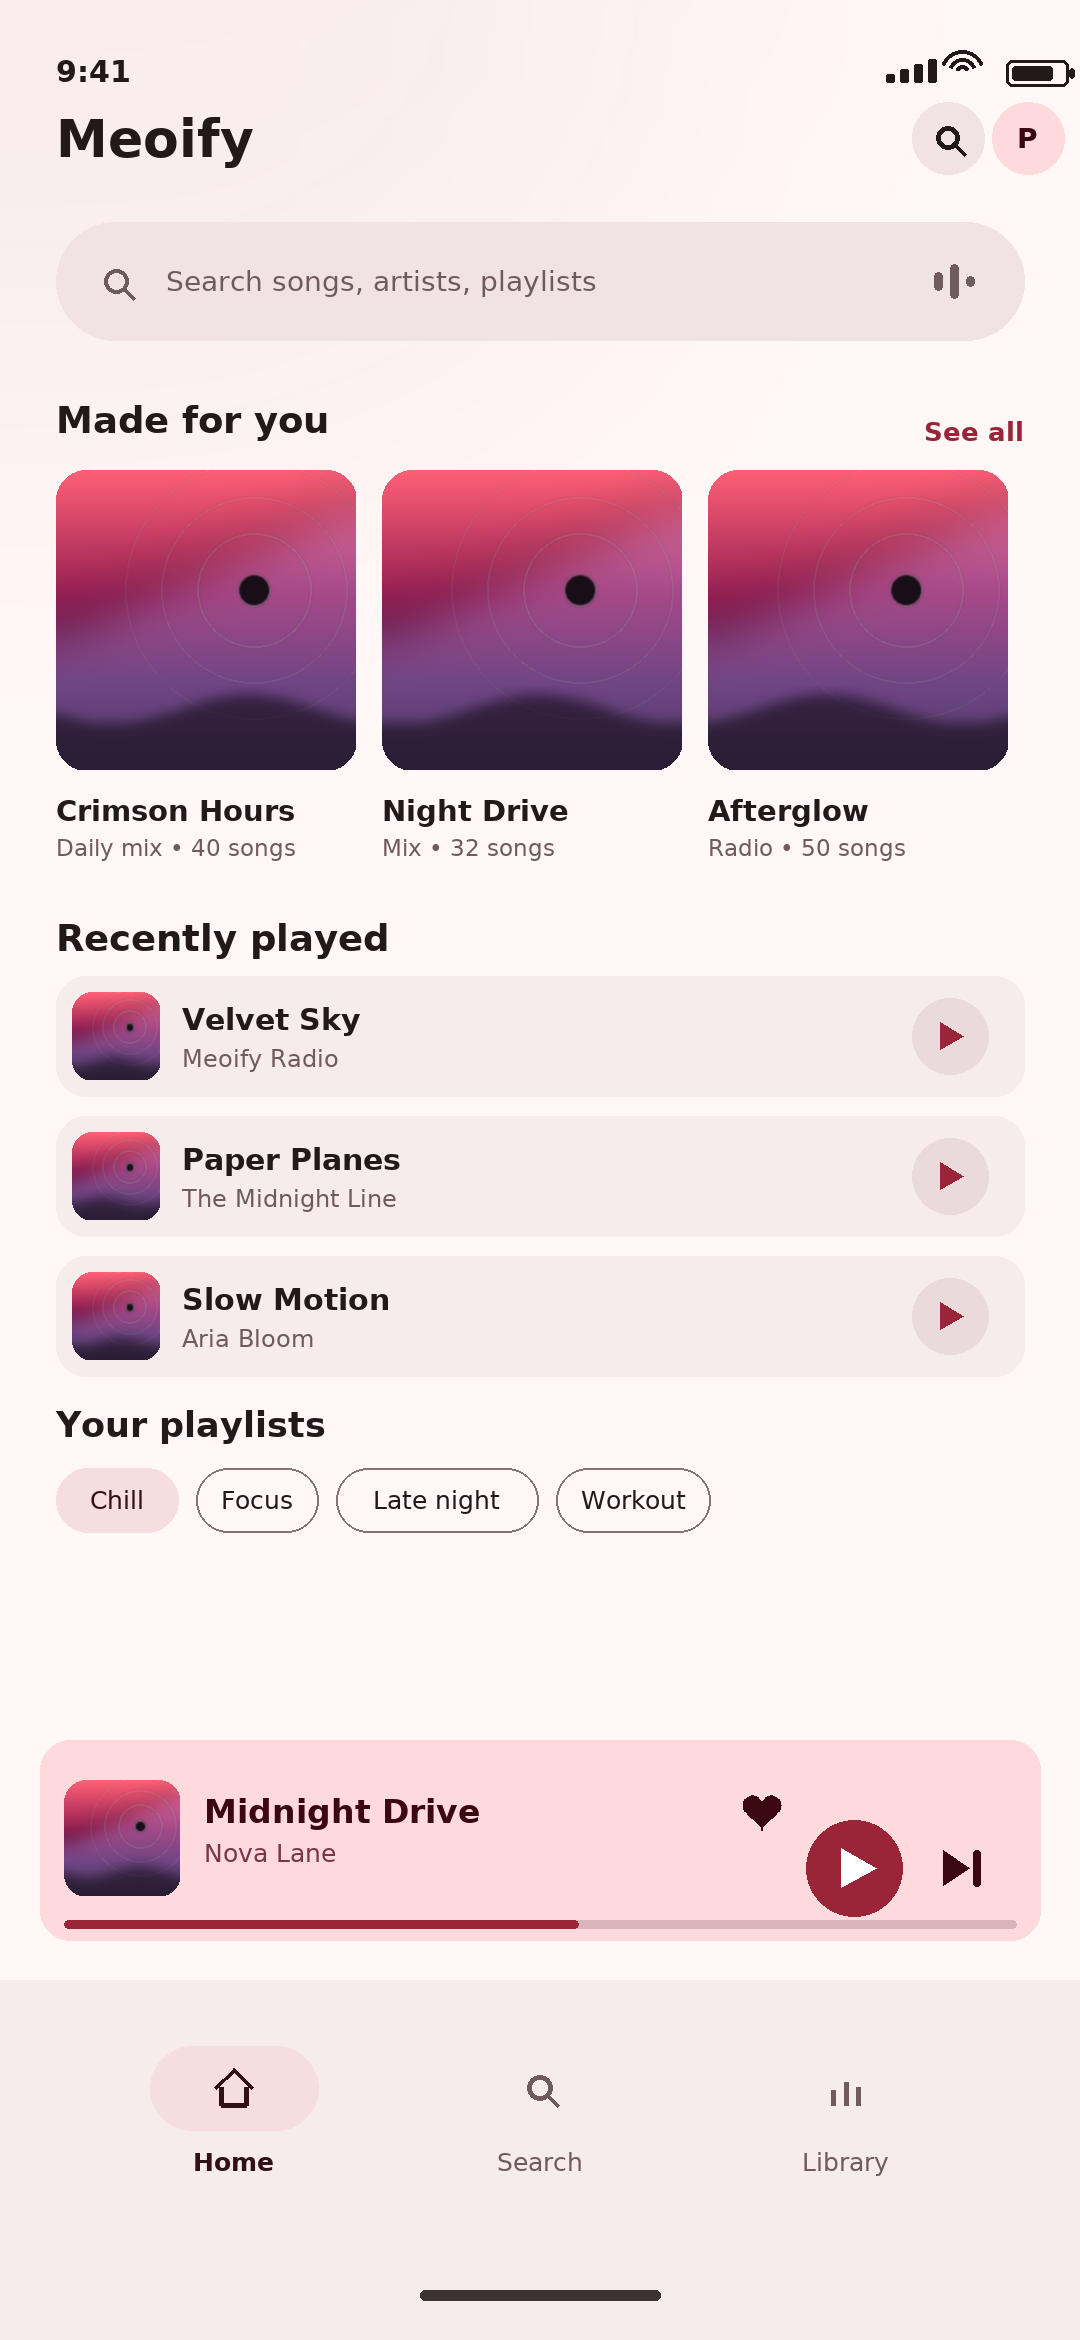 9:41
Meoify
P
Search songs, artists, playlists
Made for you
See all
Crimson Hours
Daily mix • 40 songs
Night Drive
Mix • 32 songs
Afterglow
Radio • 50 songs
Recently played
Velvet Sky
Meoify Radio
Paper Planes
The Midnight Line
Slow Motion
Aria Bloom
Your playlists
Chill
Focus
Late night
Workout
Midnight Drive
Nova Lane
Home
Search
Library